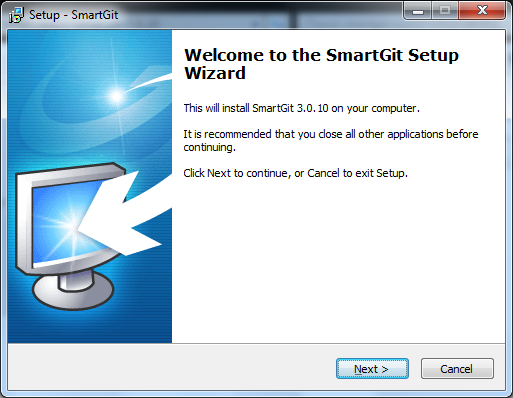 Setup - SmartGit
Welcome to the SmartGit Setup
Wizard
This will install SmartGit 3.0.10 on your computer.
It is recommended that you close all other applications before
continuing.
Click Next to continue, or Cancel to exit Setup.
Next >
Cancel